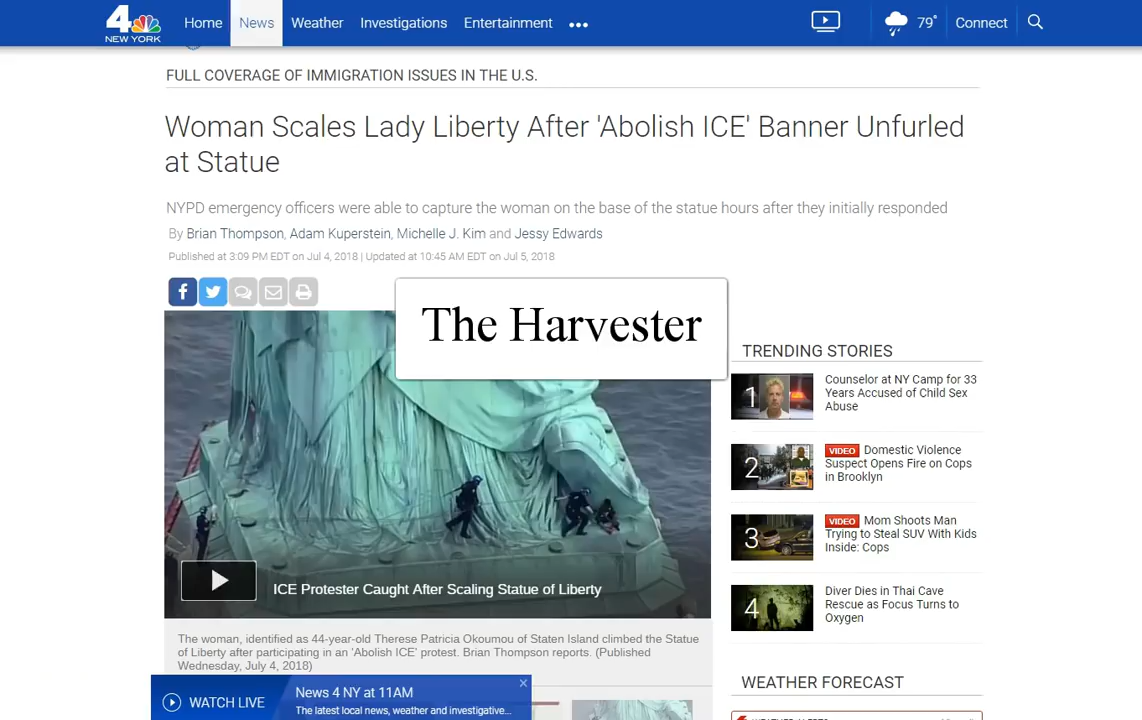 4
NEW YORK
Home
News
Weather
Investigations
Entertainment
79°
Connect
FULL COVERAGE OF IMMIGRATION ISSUES IN THE U.S.
Woman Scales Lady Liberty After 'Abolish ICE' Banner Unfurled
at Statue
NYPD emergency officers were able to capture the woman on the base of the statue hours after they initially responded
By Brian Thompson, Adam Kuperstein, Michelle J. Kim and Jessy Edwards
Published at 3:09 PM EDT on Jul 4, 2018 | Updated at 10:45 AM EDT on Jul 5, 2018
The Harvester
ICE Protester Caught After Scaling Statue of Liberty
The woman, identified as 44-year-old Therese Patricia Okoumou of Staten Island climbed the Statue
of Liberty after participating in an 'Abolish ICE' protest. Brian Thompson reports. (Published
Wednesday, July 4, 2018)
WATCH LIVE
News 4 NY at 11AM
The latest local news, weather and investigative...
TRENDING STORIES
1
Counselor at NY Camp for 33
Years Accused of Child Sex
Abuse
2
VIDEO Domestic Violence
Suspect Opens Fire on Cops
in Brooklyn
3
VIDEO Mom Shoots Man
Trying to Steal SUV With Kids
Inside: Cops
4
Diver Dies in Thai Cave
Rescue as Focus Turns to
Oxygen
WEATHER FORECAST